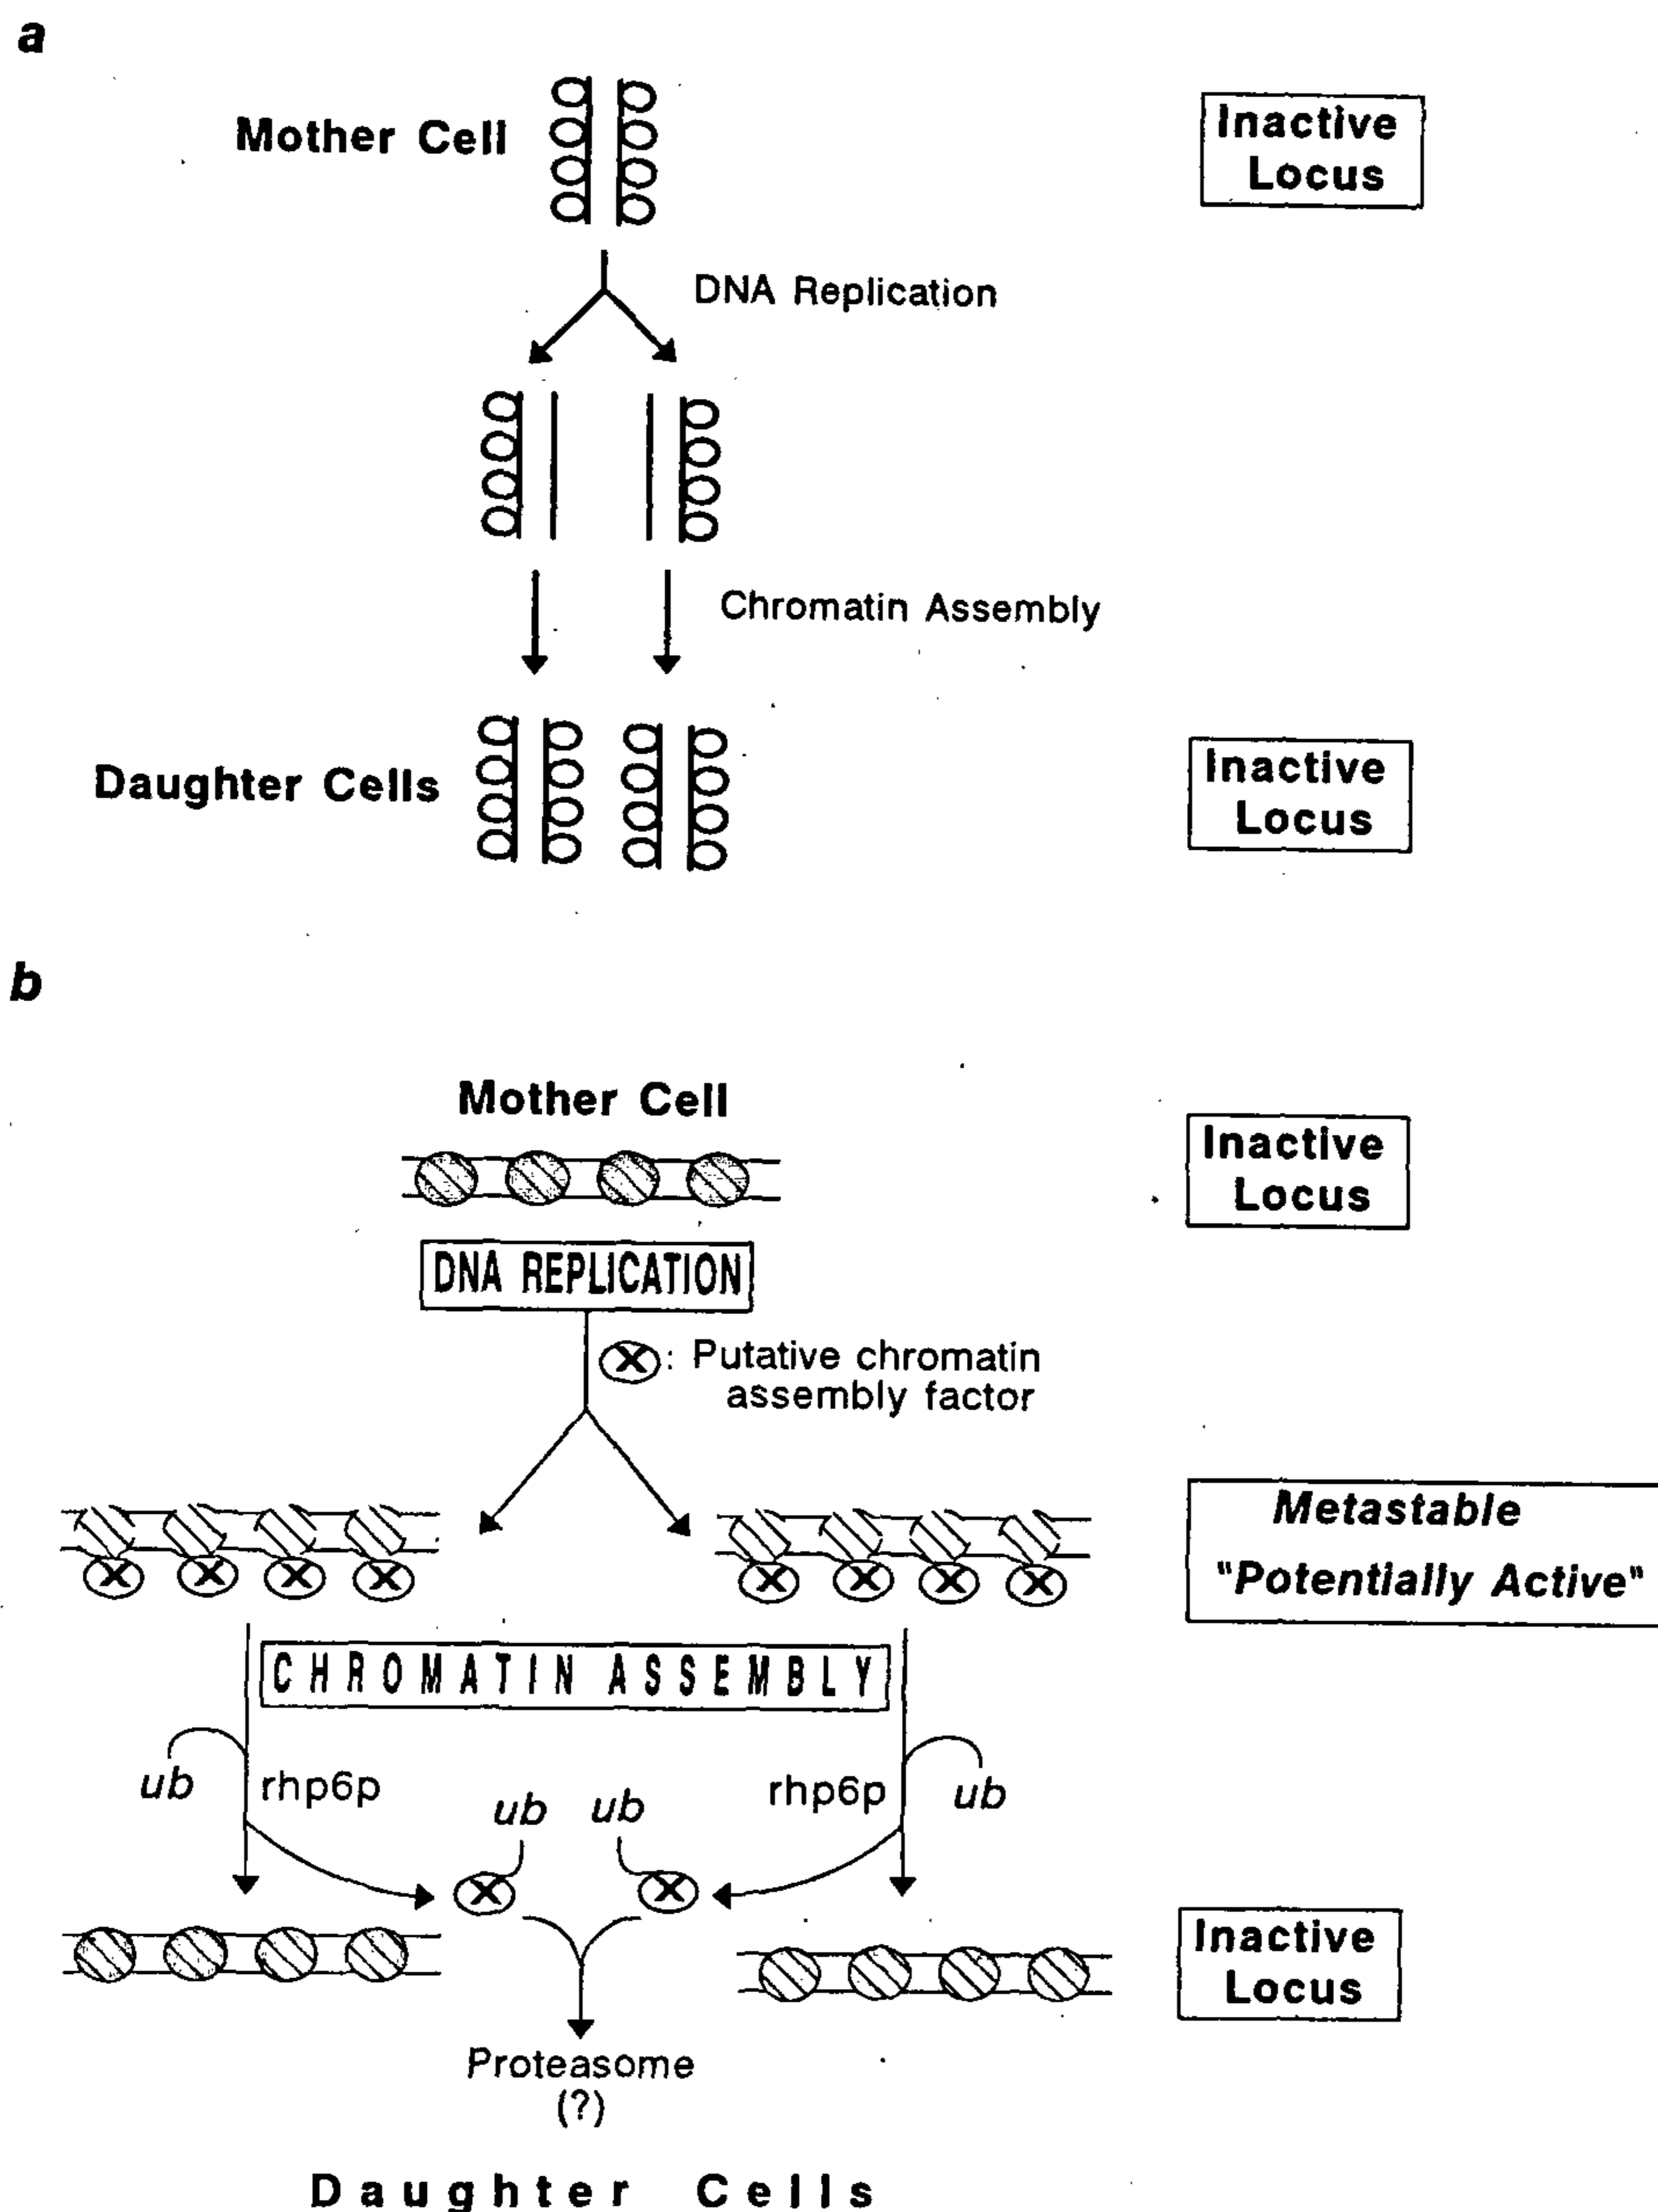 a
Mother Cell
Inactive
Locus
DNA Replication
Chromatin Assembly
Daughter Cells
Inactive
Locus
b
Mother Cell
Inactive
Locus
DNA REPLICATION
X : Putative chromatin
assembly factor
Metastable
"Potentially Active"
X X X X X X X X
CHROMATIN ASSEMBLY
ub rhp6p ub ub rhp6p ub
X X
Inactive
Locus
Proteasome
(?)
Daughter Cells